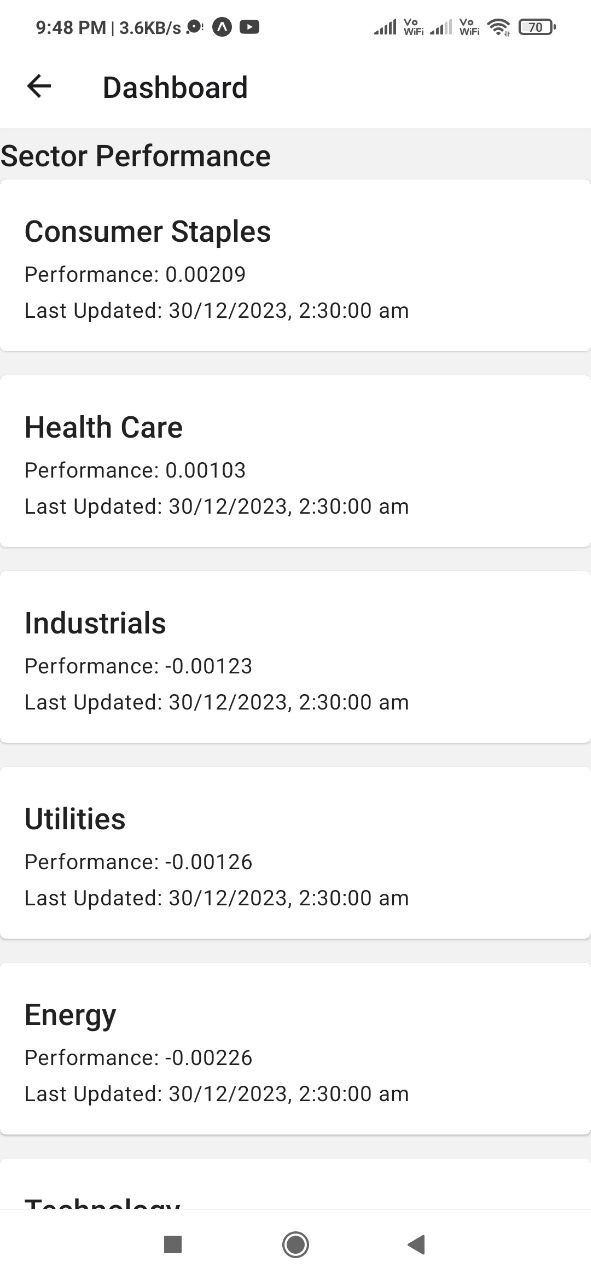 9:48 PM | 3.6KB/s
Vo WiFi Vo WiFi 70
Dashboard
Sector Performance
Consumer Staples
Performance: 0.00209
Last Updated: 30/12/2023, 2:30:00 am
Health Care
Performance: 0.00103
Last Updated: 30/12/2023, 2:30:00 am
Industrials
Performance: -0.00123
Last Updated: 30/12/2023, 2:30:00 am
Utilities
Performance: -0.00126
Last Updated: 30/12/2023, 2:30:00 am
Energy
Performance: -0.00226
Last Updated: 30/12/2023, 2:30:00 am
Technology